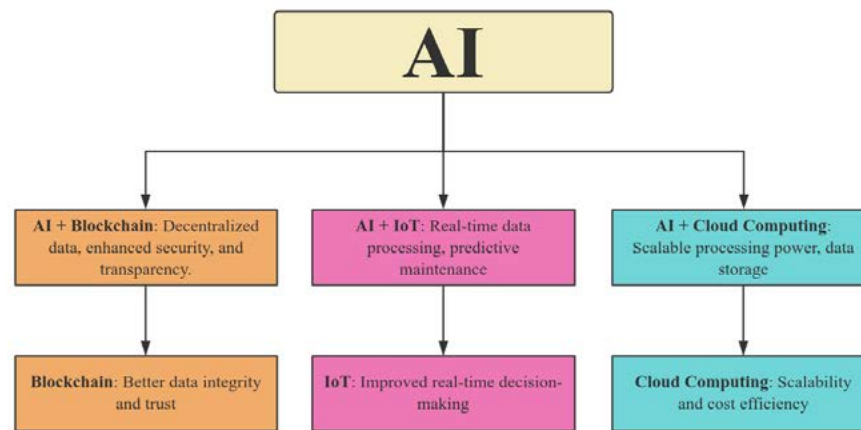 AI
AI + Blockchain: Decentralized
data, enhanced security, and
transparency.
AI + IoT: Real-time data
processing, predictive
maintenance
AI + Cloud Computing:
Scalable processing power, data
storage
Blockchain: Better data integrity
and trust
IoT: Improved real-time decision-
making
Cloud Computing: Scalability
and cost efficiency